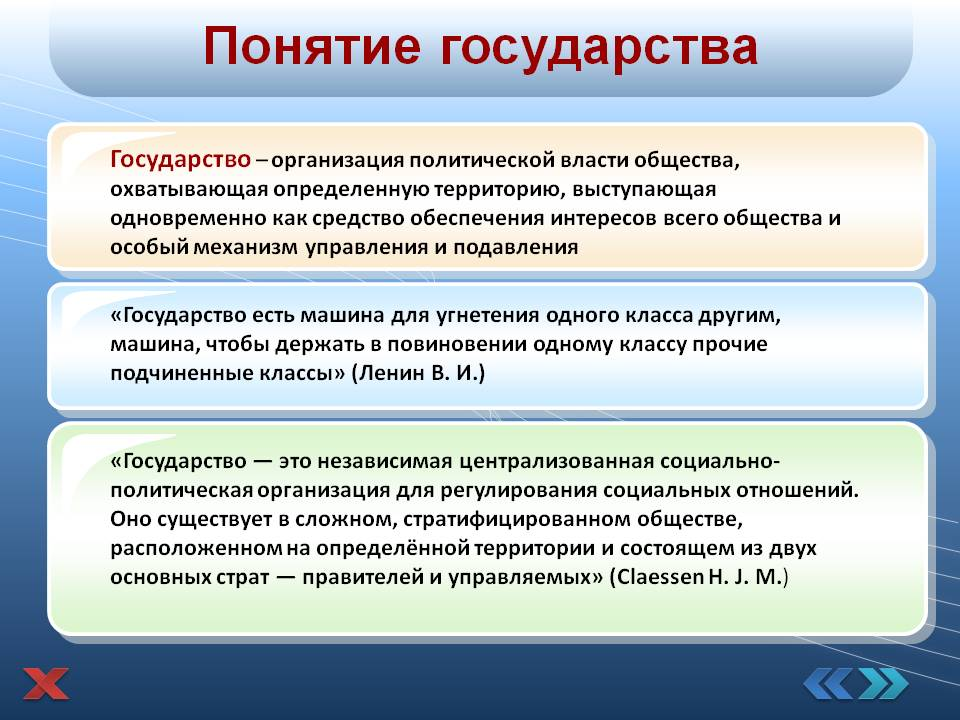 Понятие государства
Государство – организация политической власти общества,
охватывающая определенную территорию, выступающая
одновременно как средство обеспечения интересов всего общества и
особый механизм управления и подавления
«Государство есть машина для угнетения одного класса другим,
машина, чтобы держать в повиновении одному классу прочие
подчиненные классы» (Ленин В. И.)
«Государство — это независимая централизованная социально-
политическая организация для регулирования социальных отношений.
Оно существует в сложном, стратифицированном обществе,
расположенном на определённой территории и состоящем из двух
основных страт — правителей и управляемых» (Claessen H. J. M.)